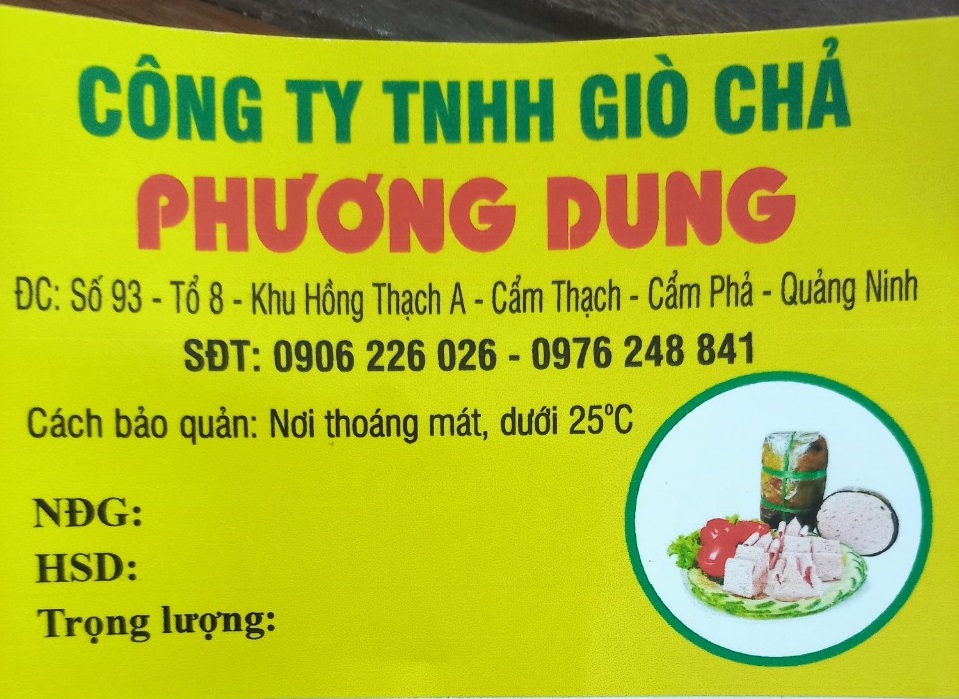 CÔNG TY TNHH GIÒ CHẢ
PHƯƠNG DUNG
ĐC: Số 93 - Tổ 8 - Khu Hồng Thạch A - Cẩm Thạch - Cẩm Phả - Quảng Ninh
SĐT: 0906 226 026 - 0976 248 841
Cách bảo quản: Nơi thoáng mát, dưới 25°C
NĐG:
HSD:
Trọng lượng: